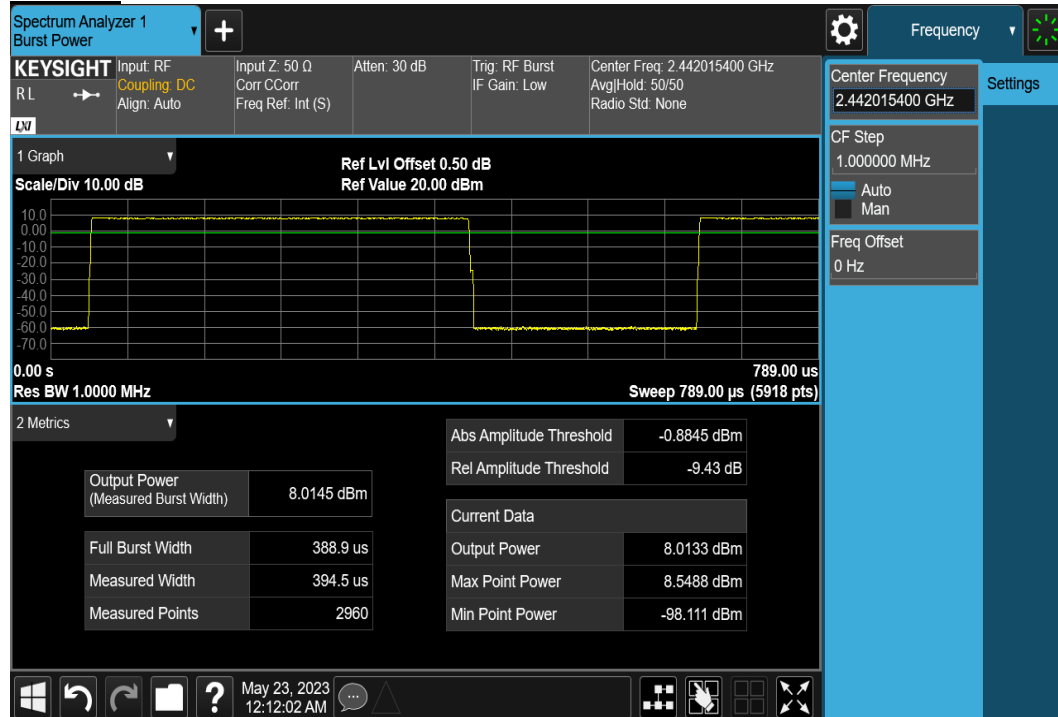 Spectrum Analyzer 1
Burst Power
+
Frequency
KEYSIGHT
R L
LXI
Input: RF
Coupling: DC
Align: Auto
Input Z: 50 Ω
Corr CCorr
Freq Ref: Int (S)
Atten: 30 dB
Trig: RF Burst
IF Gain: Low
Center Freq: 2.442015400 GHz
Avg|Hold: 50/50
Radio Std: None
Center Frequency
2.442015400 GHz
Settings
CF Step
1.000000 MHz
Auto
Man
Freq Offset
0 Hz
1 Graph
Scale/Div 10.00 dB
Ref Lvl Offset 0.50 dB
Ref Value 20.00 dBm
10.0
0.00
-10.0
-20.0
-30.0
-40.0
-50.0
-60.0
-70.0
0.00 s
789.00 us
Res BW 1.0000 MHz
Sweep 789.00 µs (5918 pts)
2 Metrics
Output Power
(Measured Burst Width)
8.0145 dBm
Full Burst Width 388.9 us
Measured Width 394.5 us
Measured Points 2960
Abs Amplitude Threshold -0.8845 dBm
Rel Amplitude Threshold -9.43 dB
Current Data
Output Power 8.0133 dBm
Max Point Power 8.5488 dBm
Min Point Power -98.111 dBm
?
May 23, 2023
12:12:02 AM